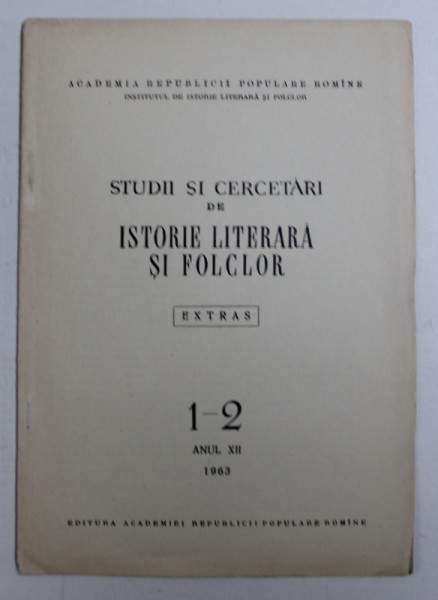 ACADEMIA REPUBLICII POPULARE ROMÎNE
INSTITUTUL DE ISTORIE LITERARĂ ȘI FOLCLOR
STUDII ȘI CERCETĂRI
DE
ISTORIE LITERARĂ
ȘI FOLCLOR
EXTRAS
1–2
ANUL XII
1963
EDITURA ACADEMIEI REPUBLICII POPULARE ROMÎNE